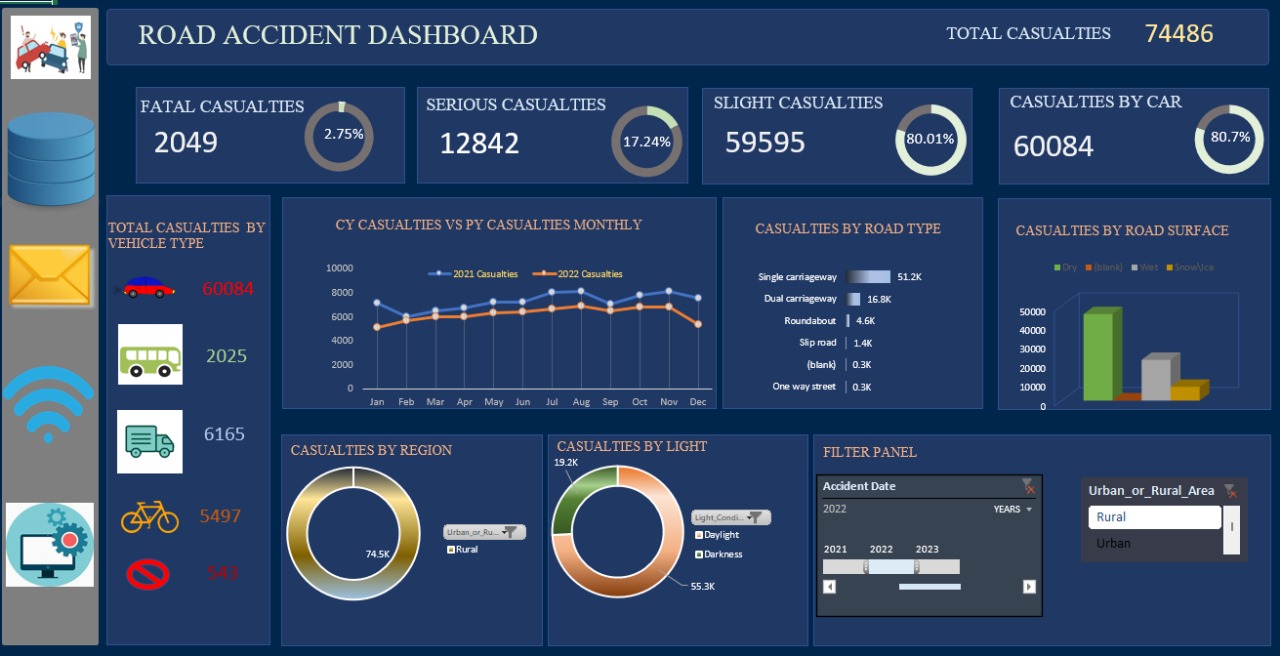 ROAD ACCIDENT DASHBOARD
TOTAL CASUALTIES 74486
FATAL CASUALTIES
2049
2.75%
SERIOUS CASUALTIES
12842
17.24%
SLIGHT CASUALTIES
59595
80.01%
CASUALTIES BY CAR
60084
80.7%
TOTAL CASUALTIES BY
VEHICLE TYPE
60084
2025
6165
5497
543
CY CASUALTIES VS PY CASUALTIES MONTHLY
2021 Casualties 2022 Casualties
10000
8000
6000
4000
2000
0
Jan Feb Mar Apr May Jun Jul Aug Sep Oct Nov Dec
CASUALTIES BY ROAD TYPE
Single carriageway 51.2K
Dual carriageway 16.8K
Roundabout 4.6K
Slip road 1.4K
(blank) 0.3K
One way street 0.3K
CASUALTIES BY ROAD SURFACE
Dry (blank) Wet Snow\Ice
50000
40000
30000
20000
10000
0
CASUALTIES BY REGION
74.5K
Urban_or_Ru...
Rural
CASUALTIES BY LIGHT
19.2K
55.3K
Light_Condi...
Daylight
Darkness
FILTER PANEL
Accident Date
2022 YEARS
2021 2022 2023
Urban_or_Rural_Area
Rural
Urban